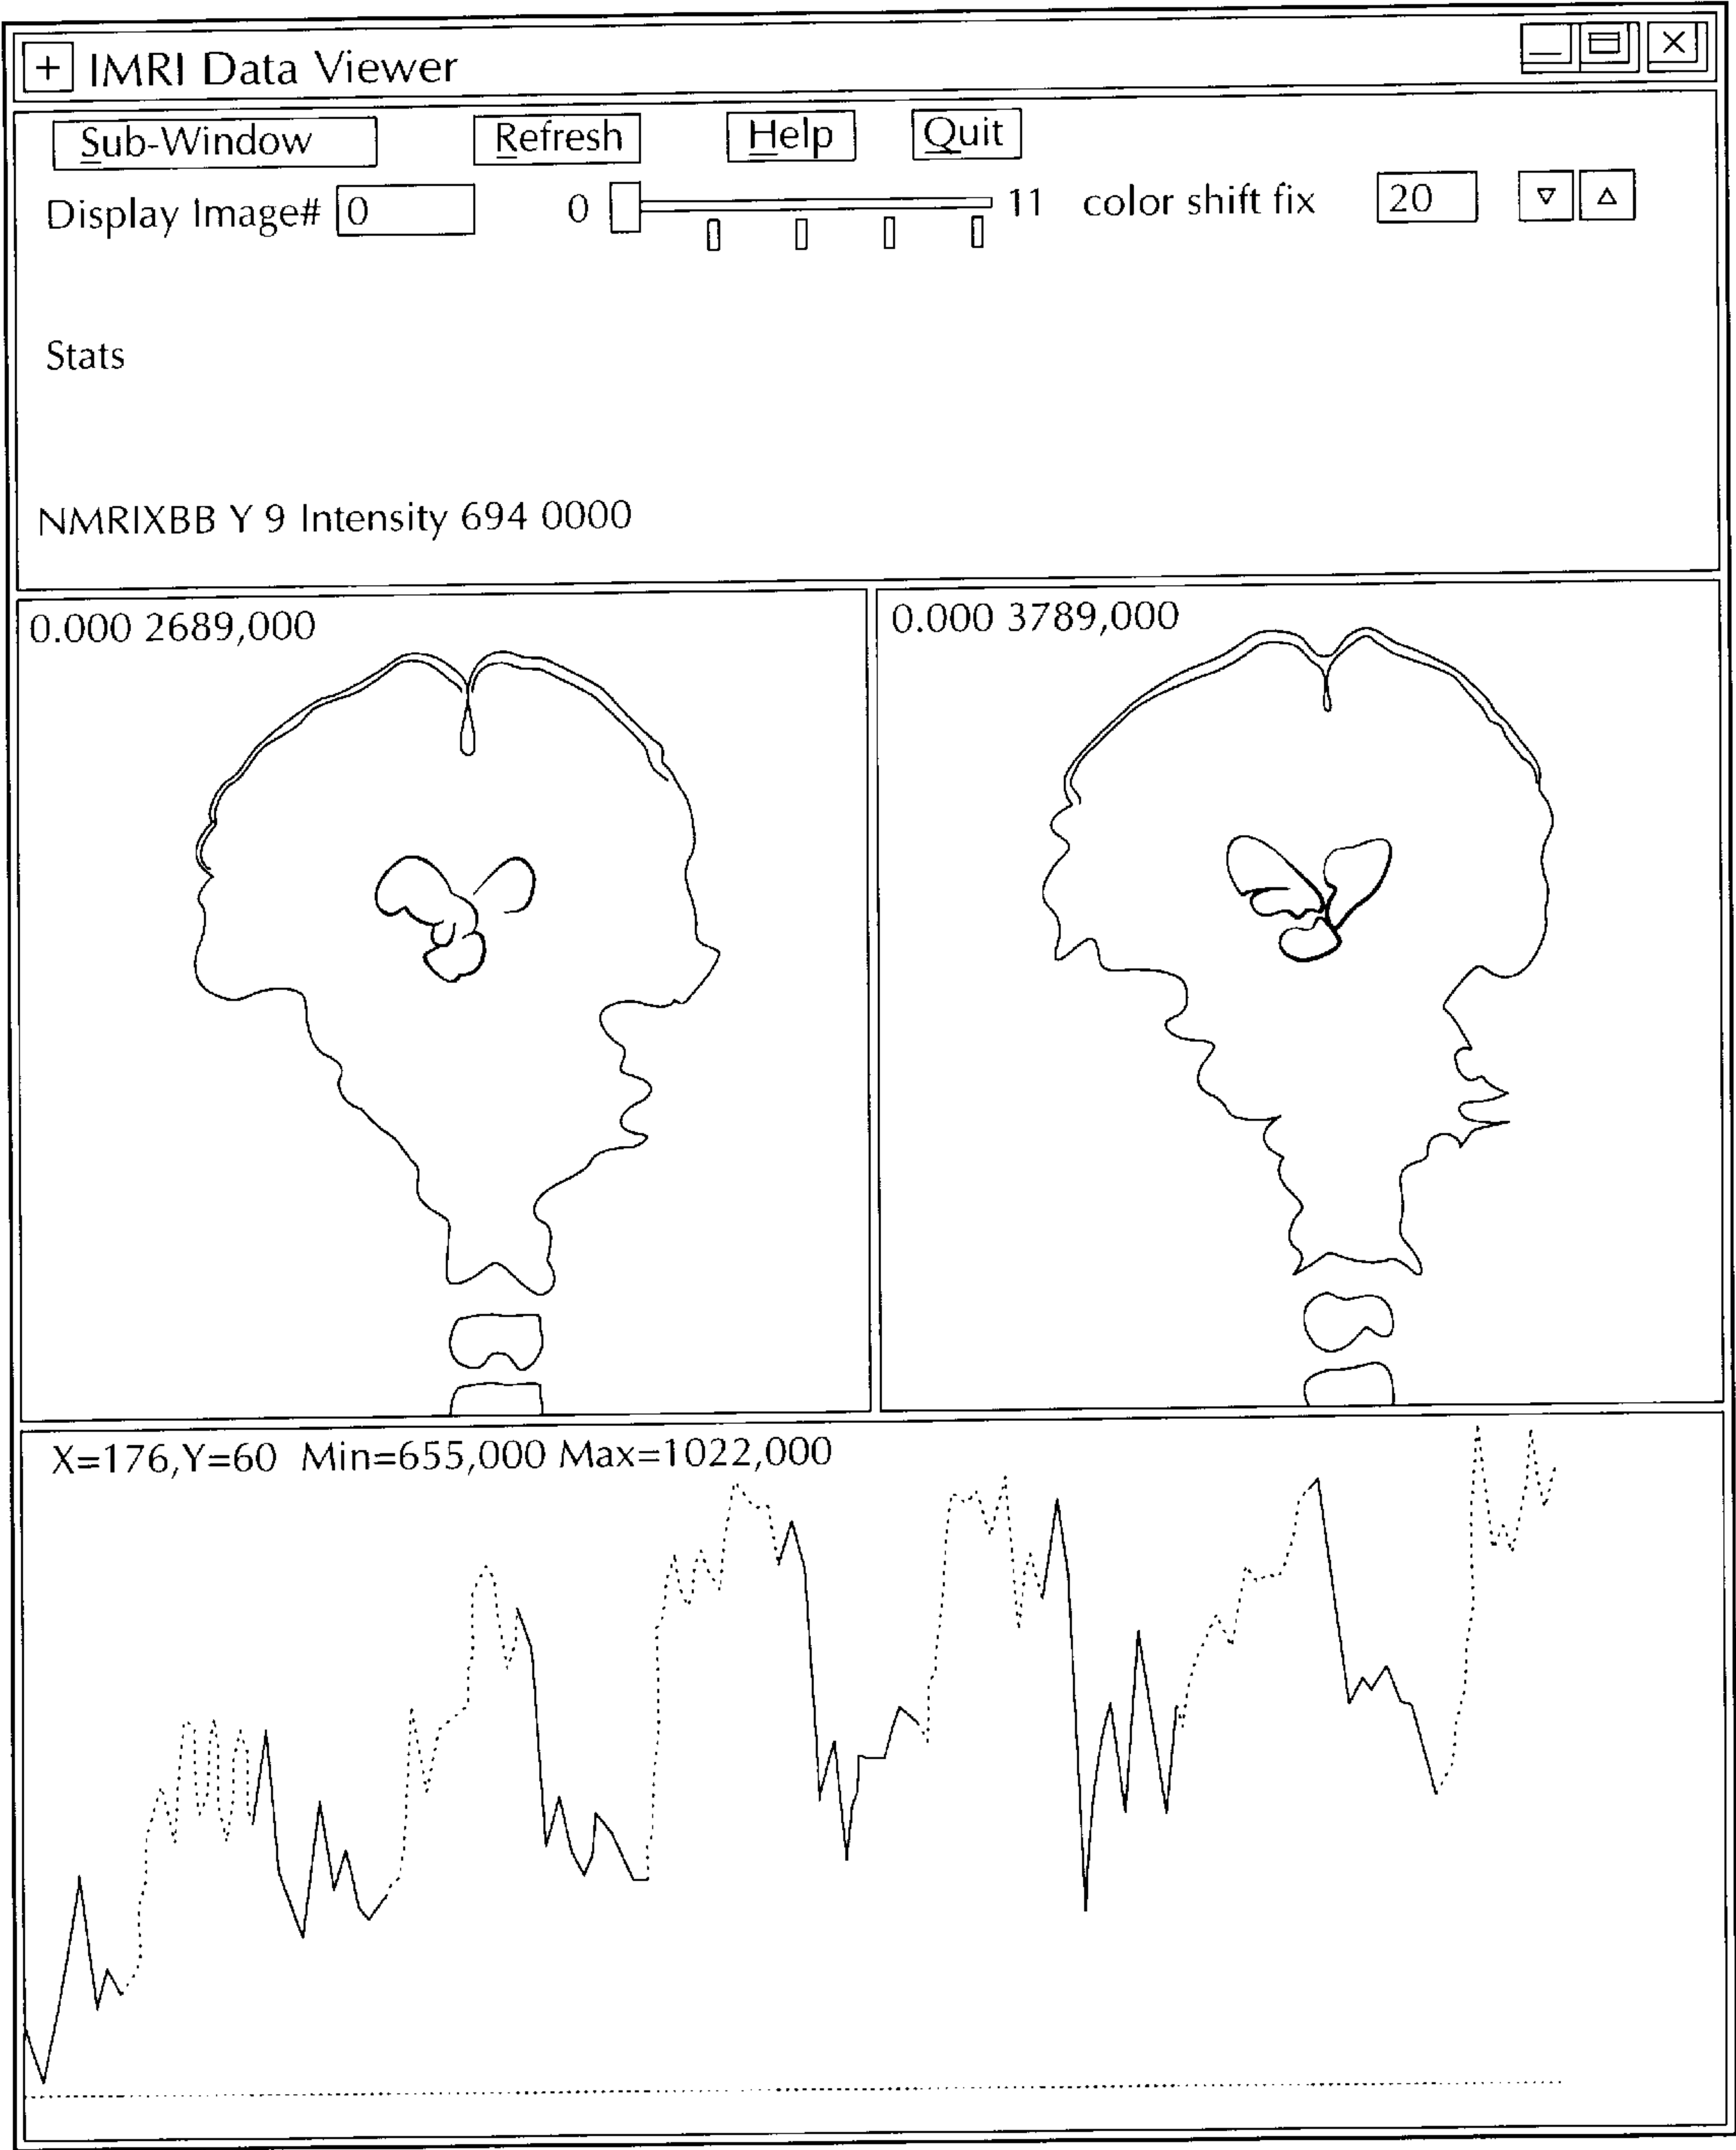 + IMRI Data Viewer
Sub-Window Refresh Help Quit
Display Image# 0 0 11 color shift fix 20
Stats
NMRIXBB Y 9 Intensity 694 0000
0.000 2689,000
0.000 3789,000
X=176,Y=60 Min=655,000 Max=1022,000